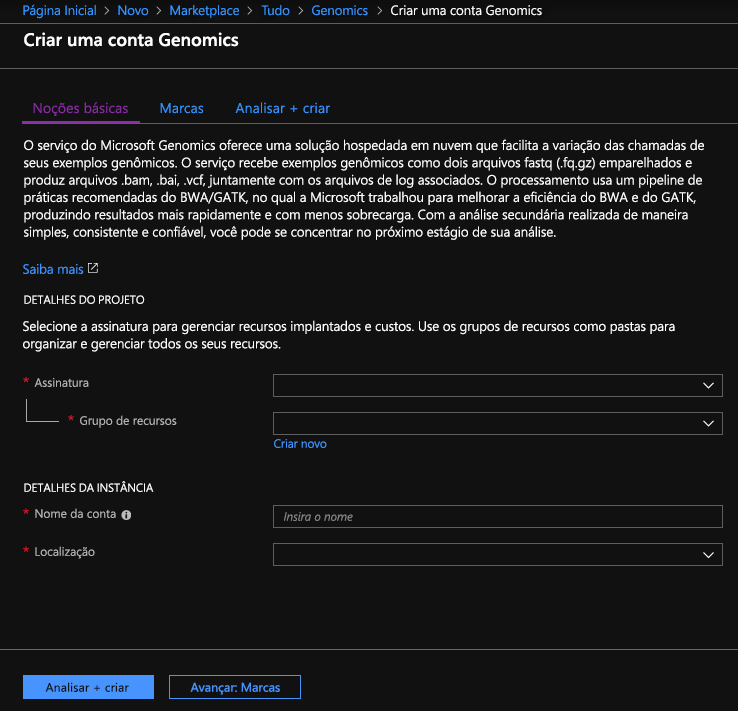 Página Inicial > Novo > Marketplace > Tudo > Genomics > Criar uma conta Genomics
Criar uma conta Genomics
Noções básicas Marcas Analisar + criar
O serviço do Microsoft Genomics oferece uma solução hospedada em nuvem que facilita a variação das chamadas de
seus exemplos genômicos. O serviço recebe exemplos genômicos como dois arquivos fastq (.fq.gz) emparelhados e
produz arquivos .bam, .bai, .vcf, juntamente com os arquivos de log associados. O processamento usa um pipeline de
práticas recomendadas do BWA/GATK, no qual a Microsoft trabalhou para melhorar a eficiência do BWA e do GATK,
produzindo resultados mais rapidamente e com menos sobrecarga. Com a análise secundária realizada de maneira
simples, consistente e confiável, você pode se concentrar no próximo estágio de sua análise.
Saiba mais
DETALHES DO PROJETO
Selecione a assinatura para gerenciar recursos implantados e custos. Use os grupos de recursos como pastas para
organizar e gerenciar todos os seus recursos.
* Assinatura
* Grupo de recursos
Criar novo
DETALHES DA INSTÂNCIA
* Nome da conta
Insira o nome
* Localização
Analisar + criar Avançar: Marcas